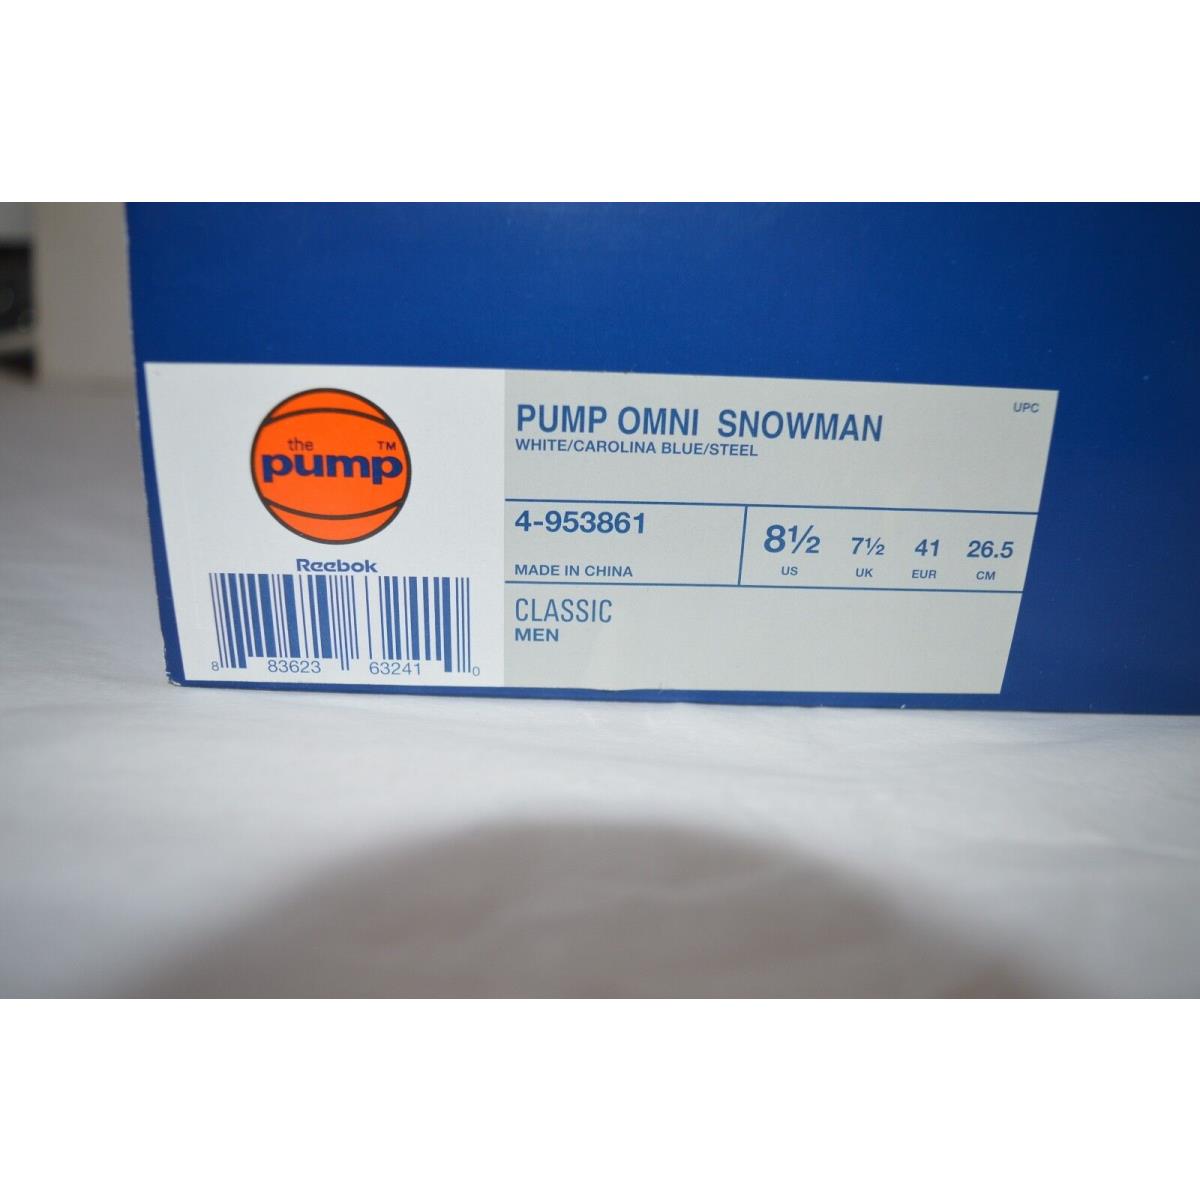 the TM
pump
Reebok
8 83623 63241 0
PUMP OMNI SNOWMAN
UPC
WHITE/CAROLINA BLUE/STEEL
4-953861
MADE IN CHINA
8½ 7½ 41 26.5
US UK EUR CM
CLASSIC
MEN